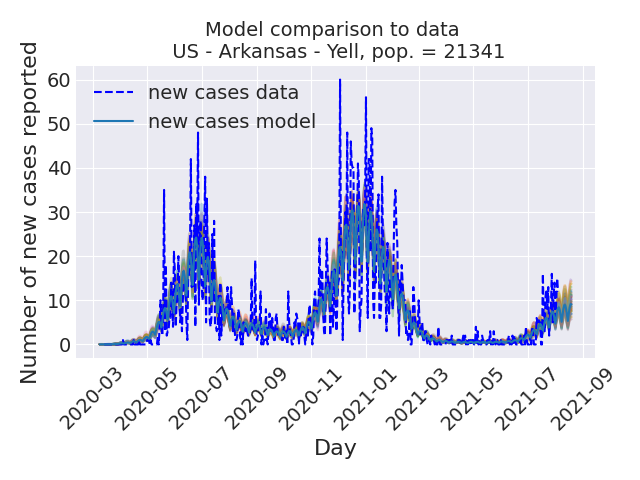 Model comparison to data
US - Arkansas - Yell, pop. = 21341
Number of new cases reported
60
50
40
30
20
10
0
new cases data
new cases model
2020-03
2020-05
2020-07
2020-09
2020-11
2021-01
2021-03
2021-05
2021-07
2021-09
Day